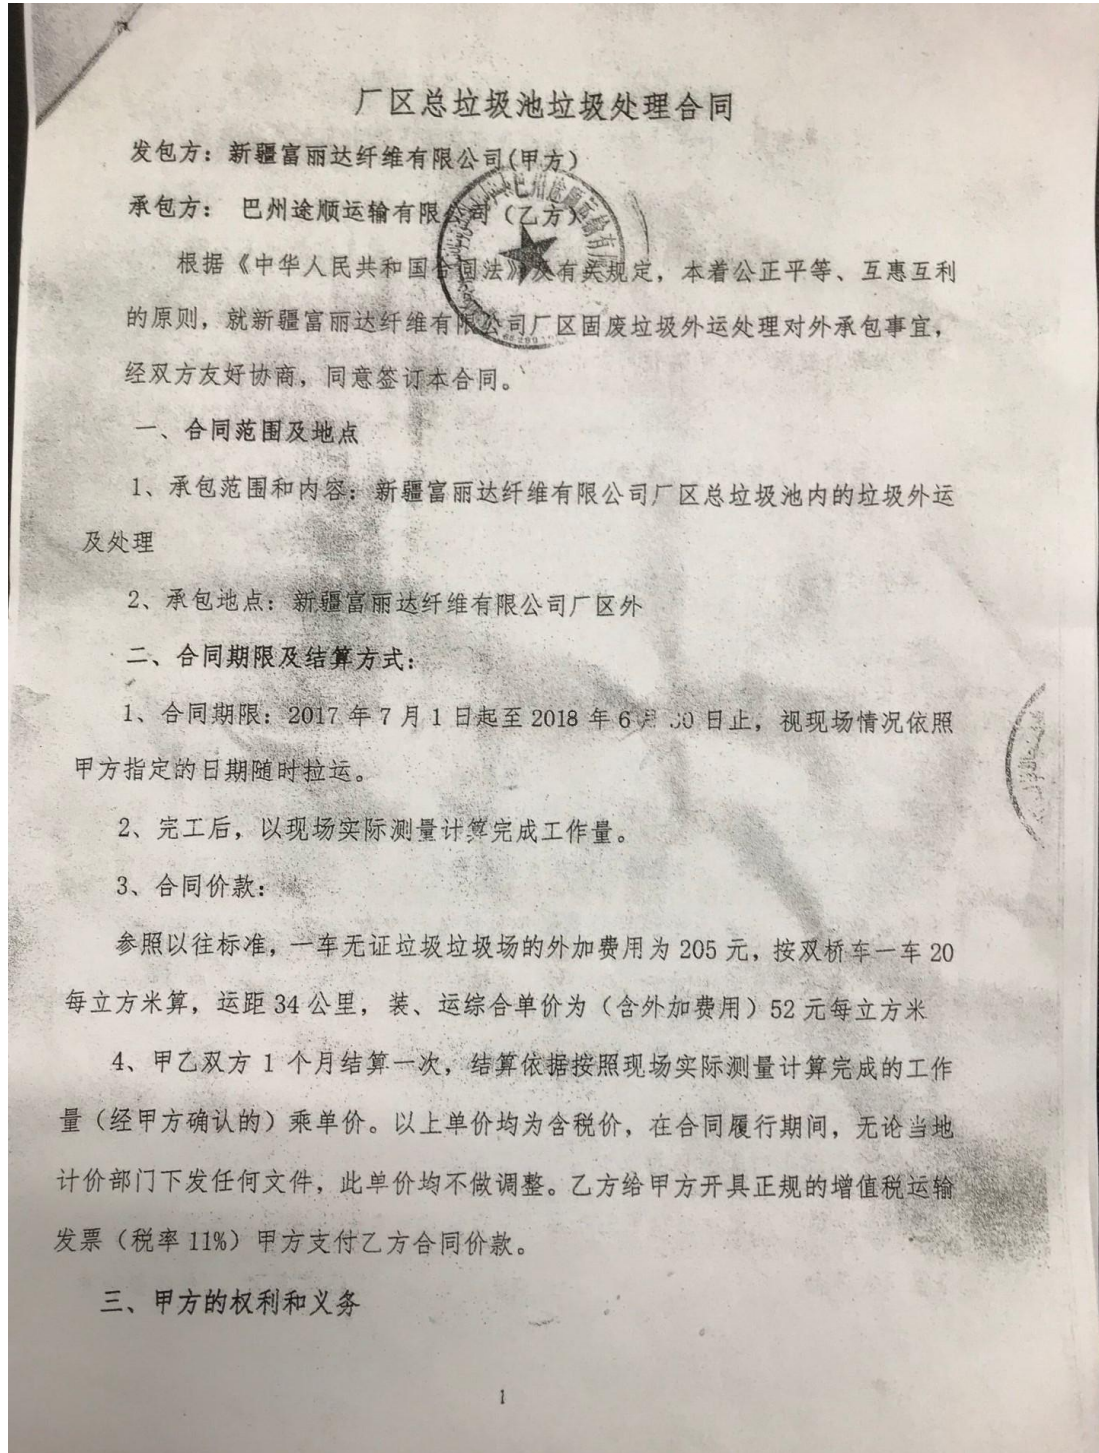 厂区总垃圾池垃圾处理合同
发包方：新疆富丽达纤维有限公司(甲方）
承包方： 巴州途顺运输有限公司（乙方）
根据《中华人民共和国合同法》及有关规定，本着公正平等、互惠互利
的原则，就新疆富丽达纤维有限公司厂区固废垃圾外运处理对外承包事宜，
经双方友好协商，同意签订本合同。
一、合同范围及地点
1、承包范围和内容：新疆富丽达纤维有限公司厂区总垃圾池内的垃圾外运
及处理
2、承包地点：新疆富丽达纤维有限公司厂区外
二、合同期限及结算方式：
1、合同期限：2017 年 7 月 1 日起至 2018 年 6 月 30 日止，视现场情况依照
甲方指定的日期随时拉运。
2、完工后，以现场实际测量计算完成工作量。
3、合同价款：
参照以往标准，一车无证垃圾垃圾场的外加费用为 205 元，按双桥车一车 20
每立方米算，运距 34 公里，装、运综合单价为（含外加费用）52 元每立方米
4、甲乙双方 1 个月结算一次，结算依据按照现场实际测量计算完成的工作
量（经甲方确认的）乘单价。以上单价均为含税价，在合同履行期间，无论当地
计价部门下发任何文件，此单价均不做调整。乙方给甲方开具正规的增值税运输
发票（税率 11%）甲方支付乙方合同价款。
三、甲方的权利和义务
1